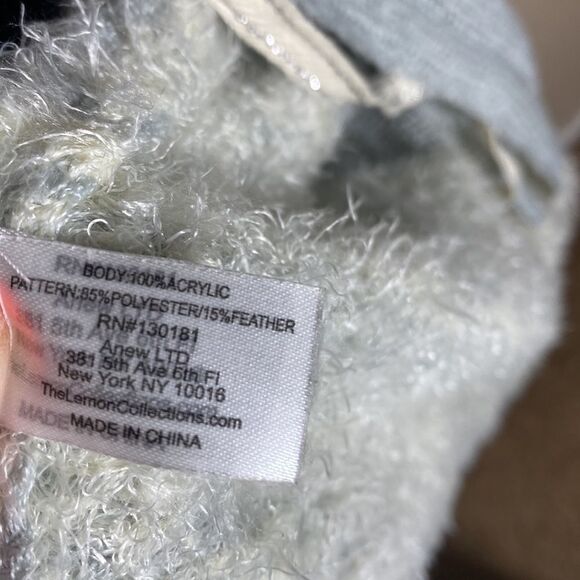 BODY:100%ACRYLIC
PATTERN:85%POLYESTER/15%FEATHER
RN#130181
Anew LTD
381 5th Ave 6th Fl
New York NY 10016
TheLemonCollections.com
MADE IN CHINA